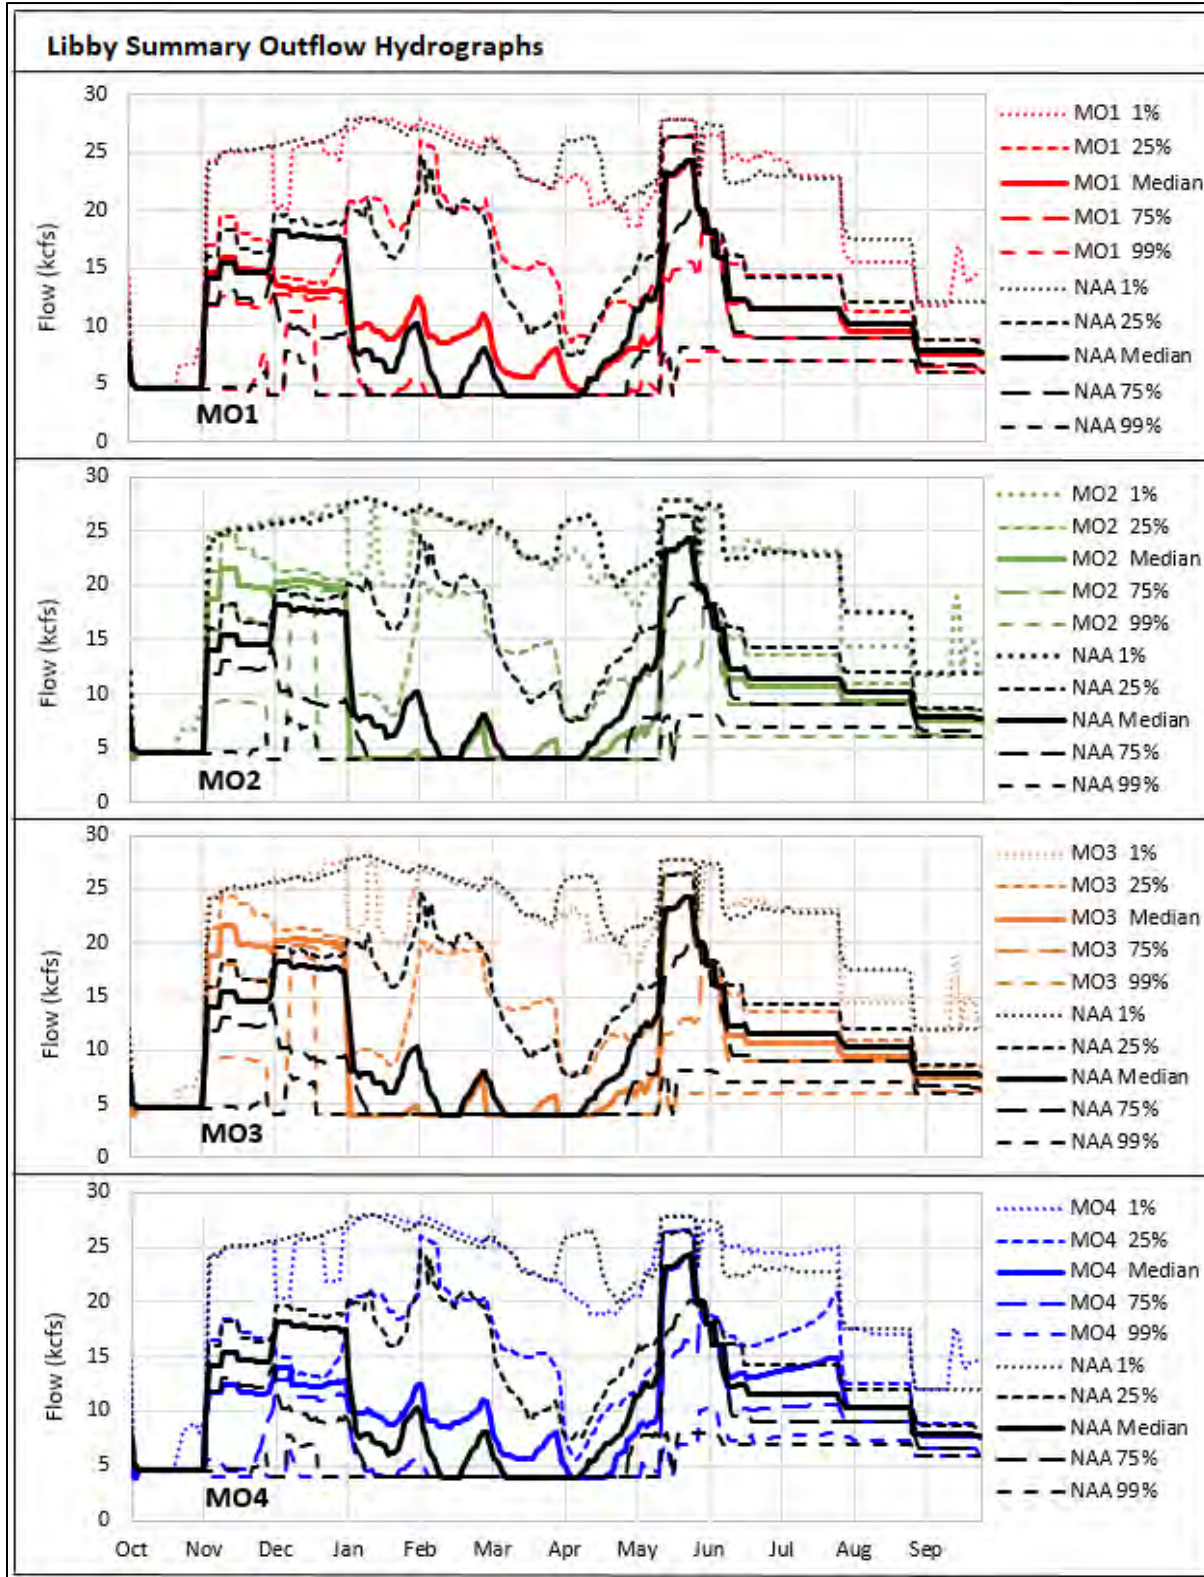 Libby Summary Outflow Hydrographs
30
25
20
15
10
5
0
Flow (kcfs)
MO1
MO1 1%
MO1 25%
MO1 Median
MO1 75%
MO1 99%
NAA 1%
NAA 25%
NAA Median
NAA 75%
NAA 99%
30
25
20
15
10
5
0
Flow (kcfs)
MO2
MO2 1%
MO2 25%
MO2 Median
MO2 75%
MO2 99%
NAA 1%
NAA 25%
NAA Median
NAA 75%
NAA 99%
30
25
20
15
10
5
0
Flow (kcfs)
MO3
MO3 1%
MO3 25%
MO3 Median
MO3 75%
MO3 99%
NAA 1%
NAA 25%
NAA Median
NAA 75%
NAA 99%
30
25
20
15
10
5
0
Flow (kcfs)
MO4
MO4 1%
MO4 25%
MO4 Median
MO4 75%
MO4 99%
NAA 1%
NAA 25%
NAA Median
NAA 75%
NAA 99%
Oct Nov Dec Jan Feb Mar Apr May Jun Jul Aug Sep